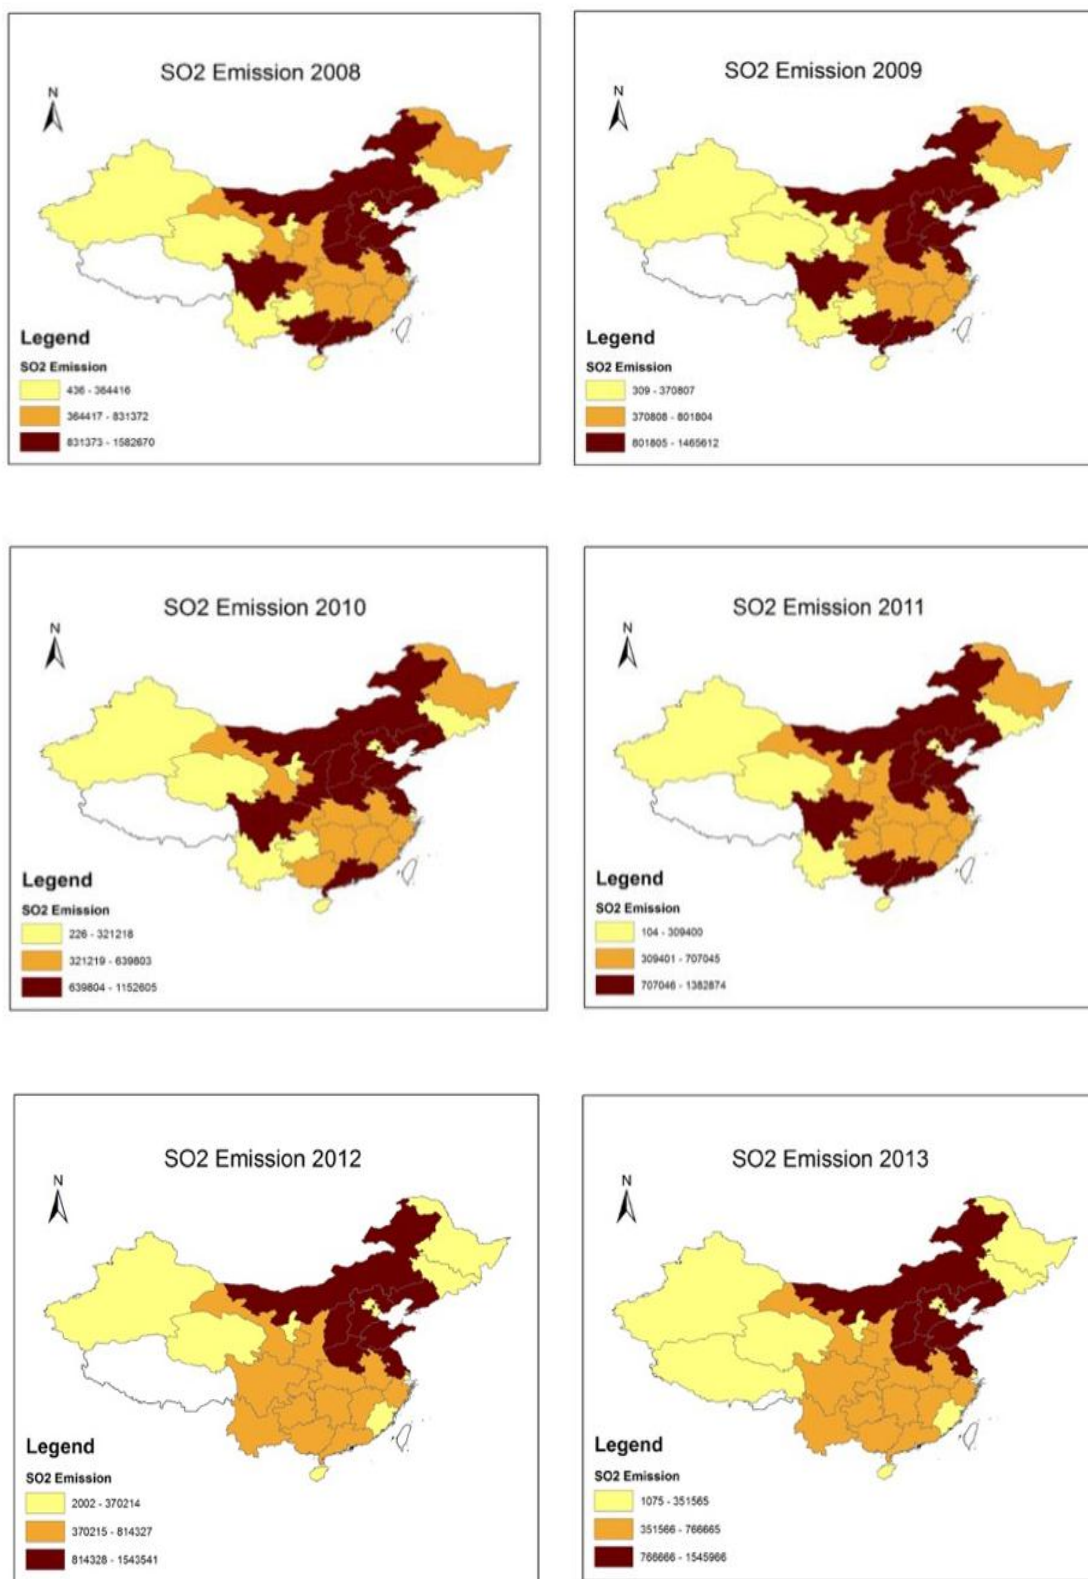 SO2 Emission 2008
N
Legend
SO2 Emission
436 - 364416
364417 - 831372
831373 - 1582670
SO2 Emission 2009
N
Legend
SO2 Emission
309 - 370807
370808 - 801804
801805 - 1465612
SO2 Emission 2010
N
Legend
SO2 Emission
226 - 321218
321219 - 639803
639804 - 1152605
SO2 Emission 2011
N
Legend
SO2 Emission
104 - 309400
309401 - 707045
707046 - 1382874
SO2 Emission 2012
N
Legend
SO2 Emission
2002 - 370214
370215 - 814327
814328 - 1543541
SO2 Emission 2013
N
Legend
SO2 Emission
1075 - 351565
351566 - 766665
766666 - 1545966